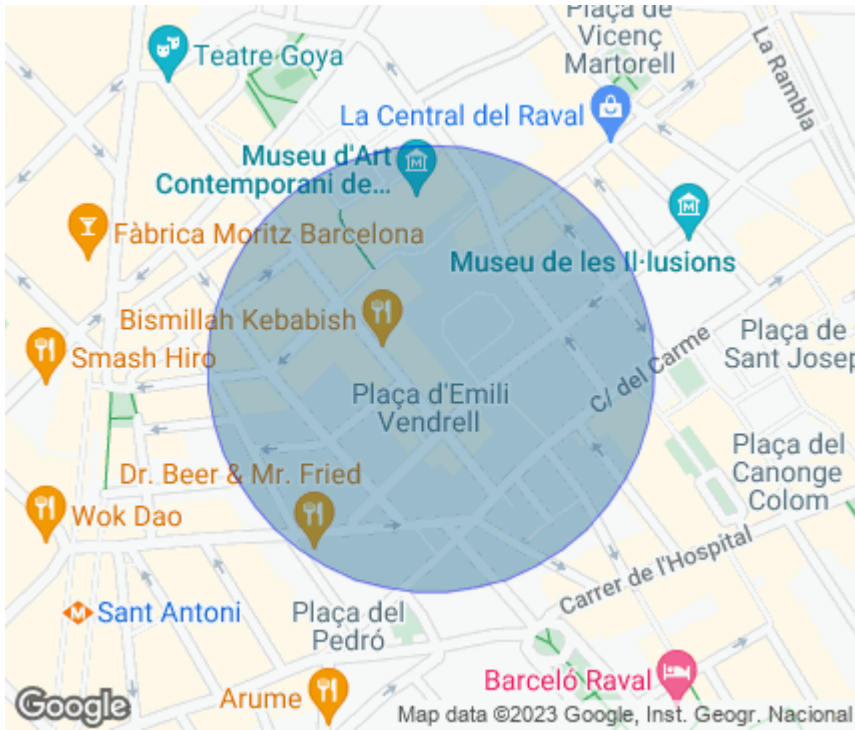 Plaça de
Vicenç
Martorell
La Rambla
Teatre Goya
La Central del Raval
Museu d'Art
Contemporani de...
Fàbrica Moritz Barcelona
Museu de les Il·lusions
Bismillah Kebabish
Smash Hiro
C/ del Carme
Plaça de
Sant Josep
Plaça d'Emili
Vendrell
Plaça del
Canonge
Colom
Dr. Beer & Mr. Fried
Wok Dao
Carrer de l'Hospital
Sant Antoni
Plaça del
Pedró
Barceló Raval
Arume
Google
Map data ©2023 Google, Inst. Geogr. Nacional